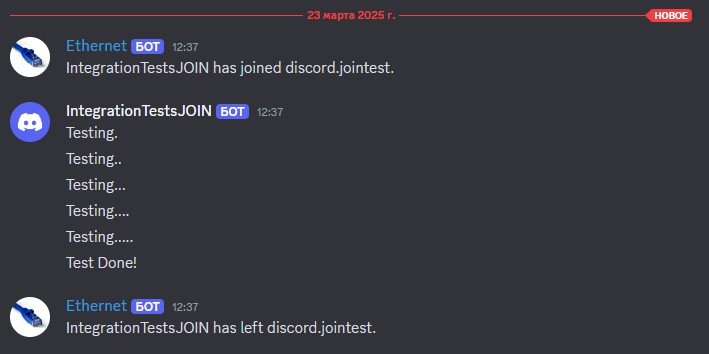 23 марта 2025 г.
НОВОЕ
Ethernet БОТ 12:37
IntegrationTestsJOIN has joined discord.jointest.
IntegrationTestsJOIN БОТ 12:37
Testing.
Testing..
Testing...
Testing....
Testing.....
Test Done!
Ethernet БОТ 12:37
IntegrationTestsJOIN has left discord.jointest.